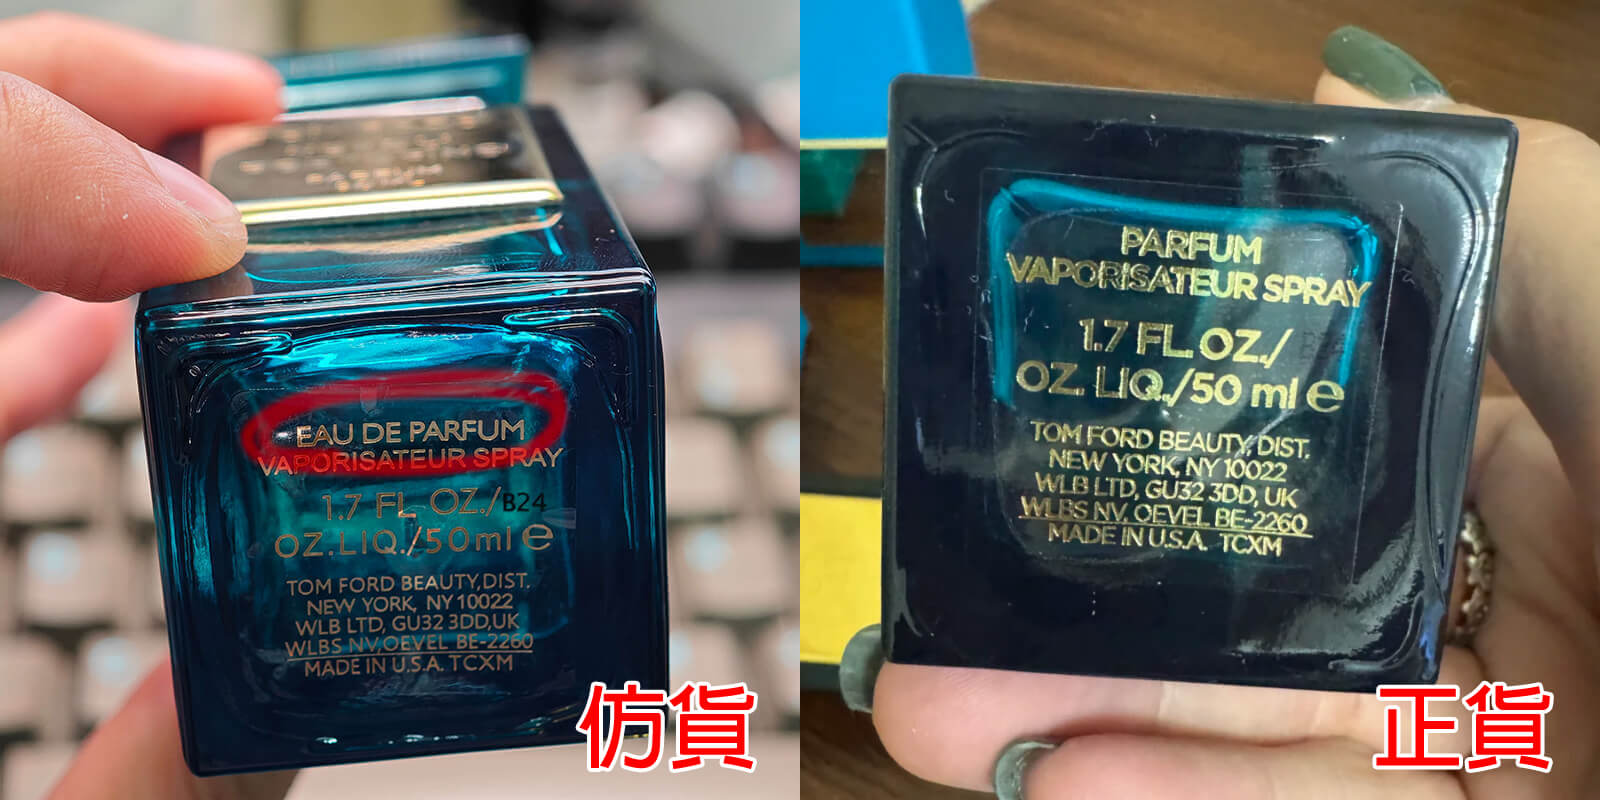 PARFUM
EAU DE PARFUM
VAPORISATEUR SPRAY
1.7 FL OZ./B24
OZ.LIQ./50ml e
TOM FORD BEAUTY,DIST.
NEW YORK, NY 10022
WLB LTD, GU32 3DD,UK
WLBS NV,OEVEL BE-2260
MADE IN U.S.A. TCXM
仿貨
PARFUM
VAPORISATEUR SPRAY
1.7 FL.OZ./
OZ. LIQ./50 ml e
TOM FORD BEAUTY, DIST.
NEW YORK, NY 10022
WLB LTD, GU32 3DD, UK
WLBS NV, OEVEL BE-2260
MADE IN U.S.A. TCXM
正貨